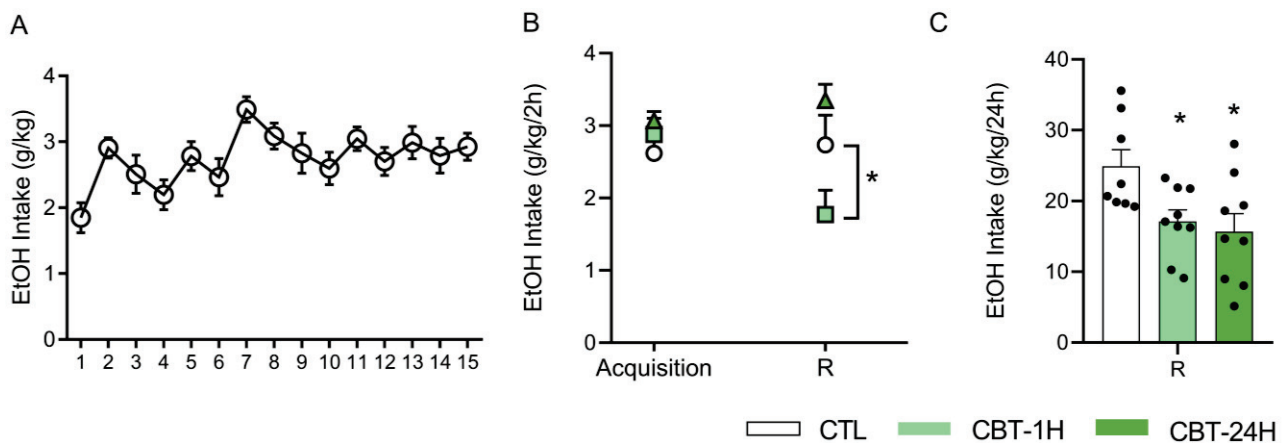 A
EtOH Intake (g/kg)
4
3
2
1
0
1 2 3 4 5 6 7 8 9 10 11 12 13 14 15
B
EtOH Intake (g/kg/2h)
4
3
2
1
0
*
Acquisition R
C
EtOH Intake (g/kg/24h)
40
30
20
10
0
* *
R
CTL CBT-1H CBT-24H